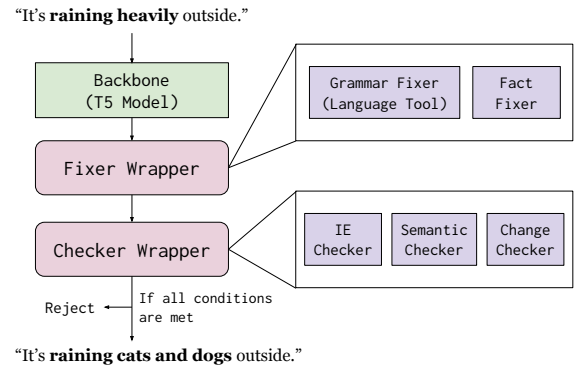 “It’s raining heavily outside.”
Backbone
(T5 Model)
Grammar Fixer
(Language Tool)
Fact
Fixer
Fixer Wrapper
Checker Wrapper
IE
Checker
Semantic
Checker
Change
Checker
Reject
If all conditions
are met
“It’s raining cats and dogs outside.”